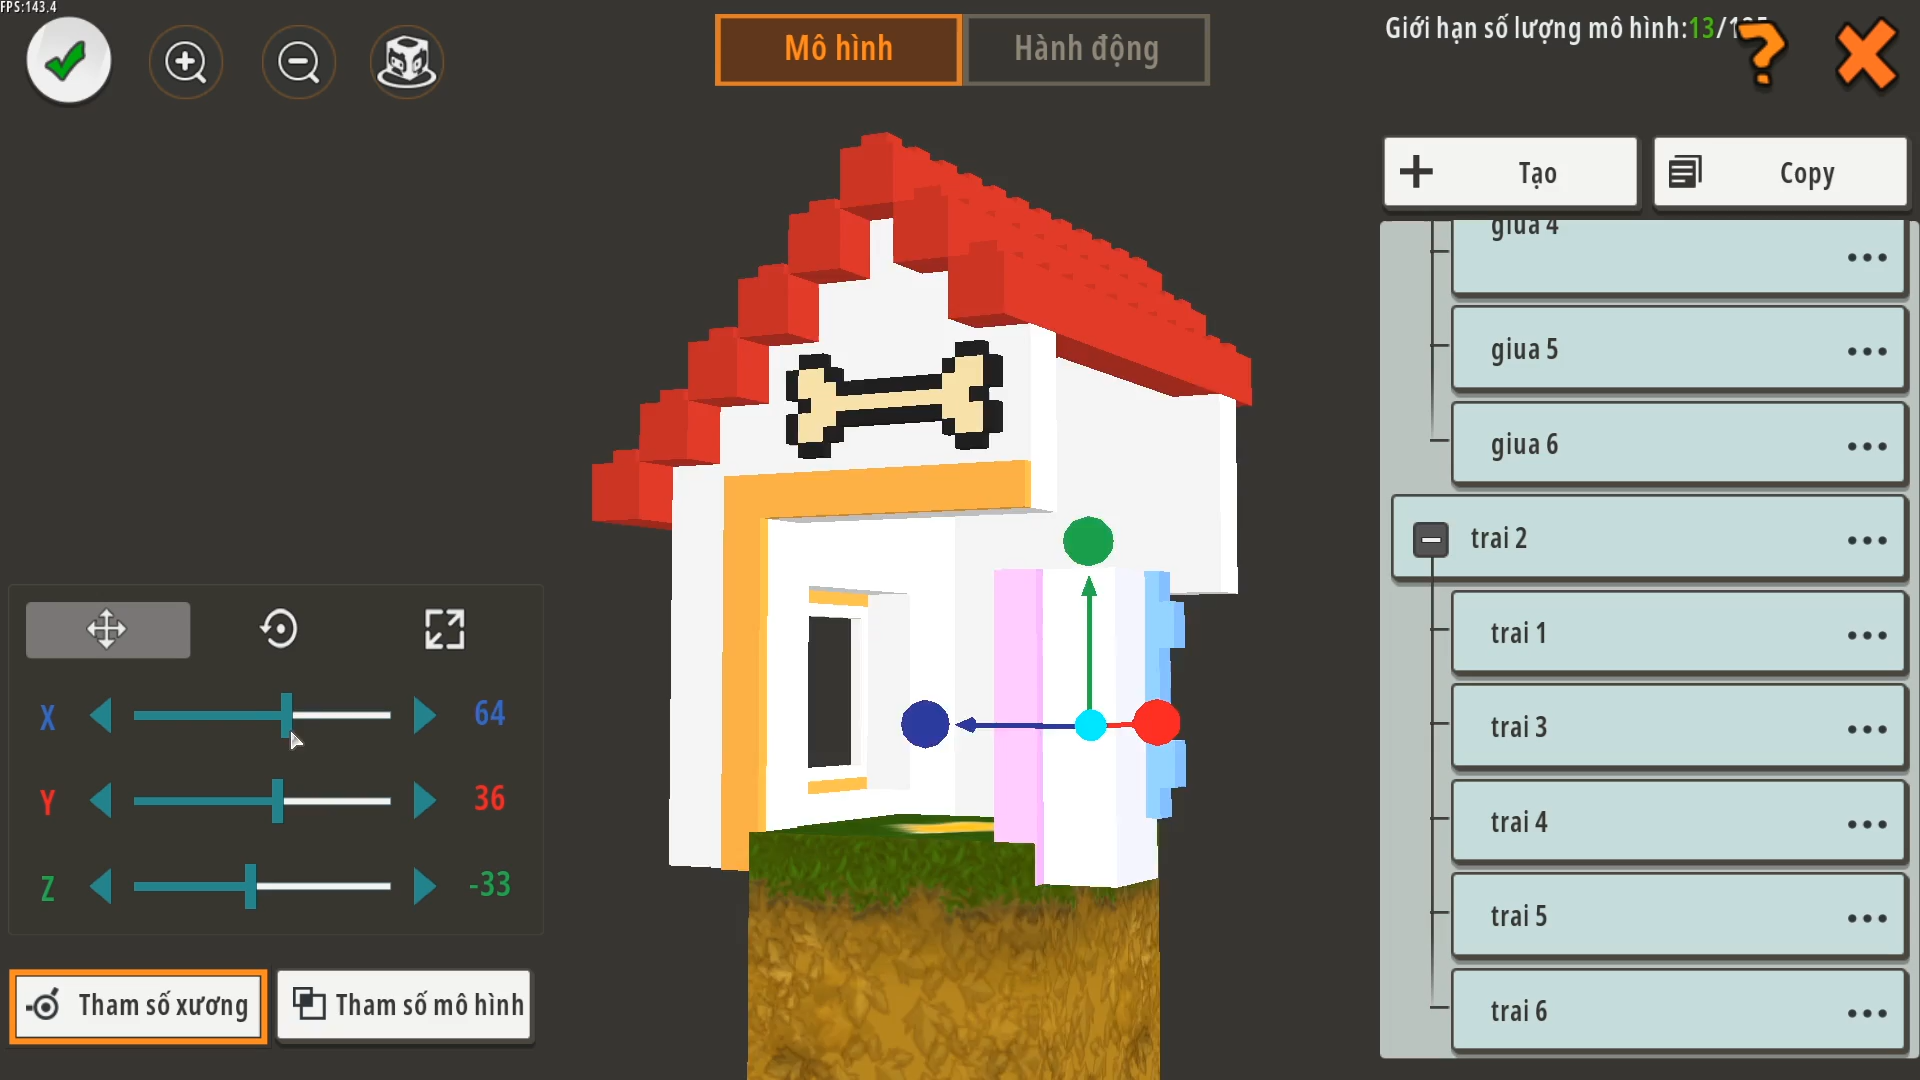 FPS:143.4
Mô hình
Hành động
Giới hạn số lượng mô hình:13/
Tạo
Copy
giua 4
giua 5
giua 6
trai 2
trai 1
trai 3
trai 4
trai 5
trai 6
X
64
Y
36
Z
-33
Tham số xương
Tham số mô hình